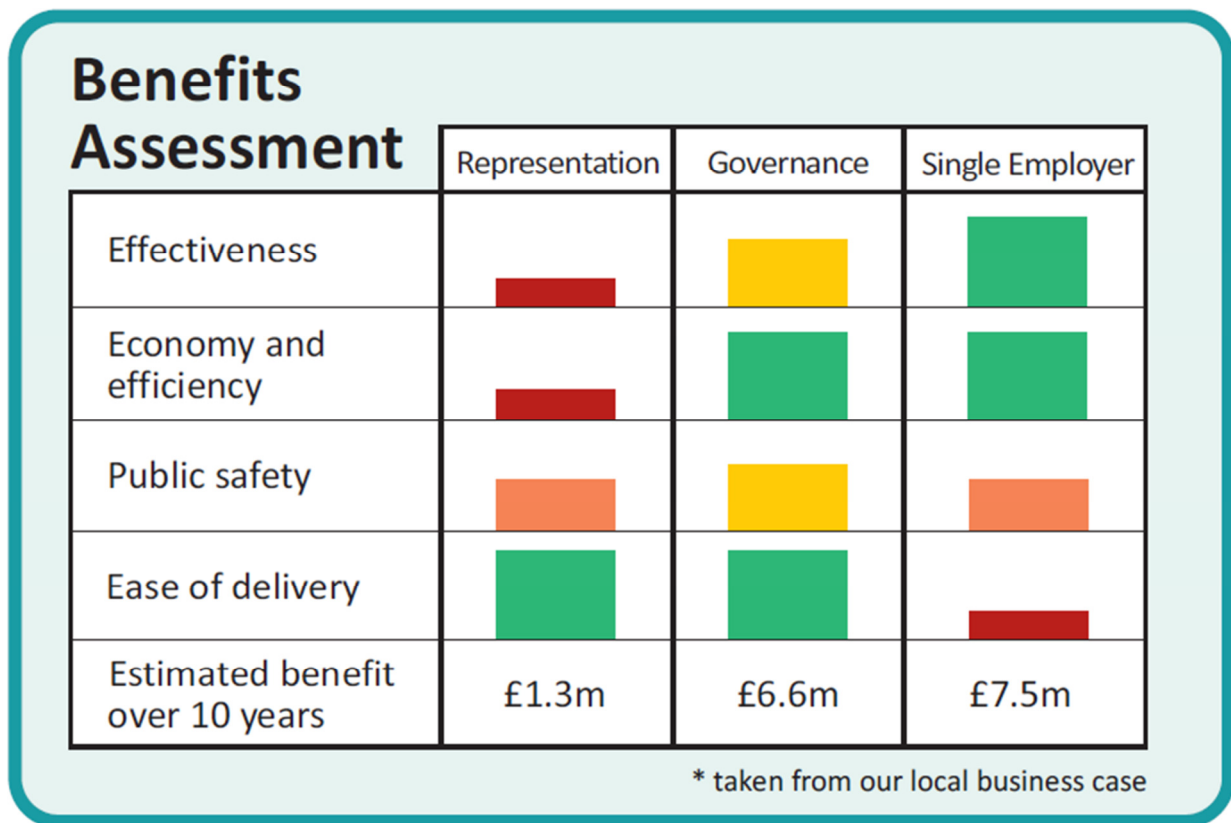 Benefits
Assessment
Representation
Governance
Single Employer
Effectiveness
Economy and
efficiency
Public safety
Ease of delivery
Estimated benefit
over 10 years
£1.3m
£6.6m
£7.5m
* taken from our local business case